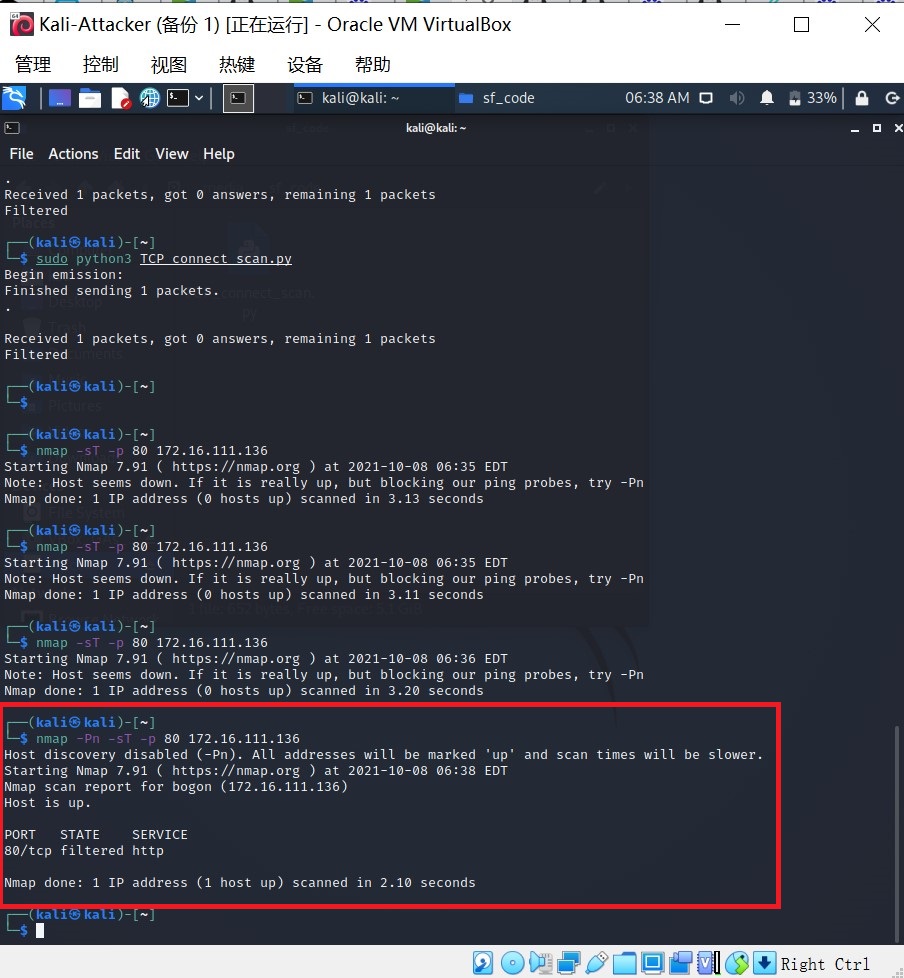 Kali-Attacker (备份 1) [正在运行] - Oracle VM VirtualBox
管理 控制 视图 热键 设备 帮助
kali@kali: ~ sf_code 06:38 AM 33%
kali@kali: ~
File Actions Edit View Help
.
Received 1 packets, got 0 answers, remaining 1 packets
Filtered
┌──(kali㉿kali)-[~]
└─$ sudo python3 TCP_connect_scan.py
Begin emission:
Finished sending 1 packets.
.
Received 1 packets, got 0 answers, remaining 1 packets
Filtered
┌──(kali㉿kali)-[~]
└─$
┌──(kali㉿kali)-[~]
└─$ nmap -sT -p 80 172.16.111.136
Starting Nmap 7.91 ( https://nmap.org ) at 2021-10-08 06:35 EDT
Note: Host seems down. If it is really up, but blocking our ping probes, try -Pn
Nmap done: 1 IP address (0 hosts up) scanned in 3.13 seconds
┌──(kali㉿kali)-[~]
└─$ nmap -sT -p 80 172.16.111.136
Starting Nmap 7.91 ( https://nmap.org ) at 2021-10-08 06:35 EDT
Note: Host seems down. If it is really up, but blocking our ping probes, try -Pn
Nmap done: 1 IP address (0 hosts up) scanned in 3.11 seconds
┌──(kali㉿kali)-[~]
└─$ nmap -sT -p 80 172.16.111.136
Starting Nmap 7.91 ( https://nmap.org ) at 2021-10-08 06:36 EDT
Note: Host seems down. If it is really up, but blocking our ping probes, try -Pn
Nmap done: 1 IP address (0 hosts up) scanned in 3.20 seconds
┌──(kali㉿kali)-[~]
└─$ nmap -Pn -sT -p 80 172.16.111.136
Host discovery disabled (-Pn). All addresses will be marked 'up' and scan times will be slower.
Starting Nmap 7.91 ( https://nmap.org ) at 2021-10-08 06:38 EDT
Nmap scan report for bogon (172.16.111.136)
Host is up.
PORT STATE SERVICE
80/tcp filtered http
Nmap done: 1 IP address (1 host up) scanned in 2.10 seconds
┌──(kali㉿kali)-[~]
└─$
Right Ctrl